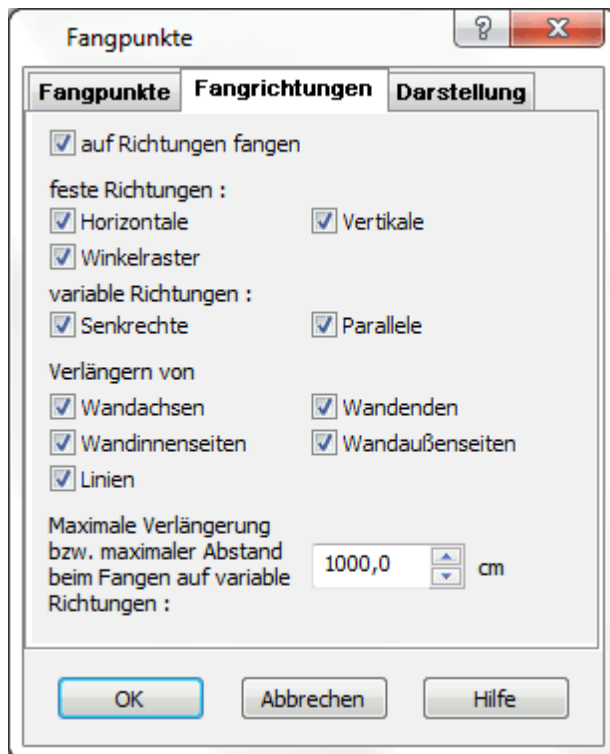 Fangpunkte
?
Fangpunkte Fangrichtungen Darstellung
auf Richtungen fangen
feste Richtungen :
Horizontale Vertikale
Winkelraster
variable Richtungen :
Senkrechte Parallele
Verlängern von
Wandachsen Wandenden
Wandinnenseiten Wandaußenseiten
Linien
Maximale Verlängerung
bzw. maximaler Abstand
beim Fangen auf variable
Richtungen :
1000,0 cm
OK Abbrechen Hilfe